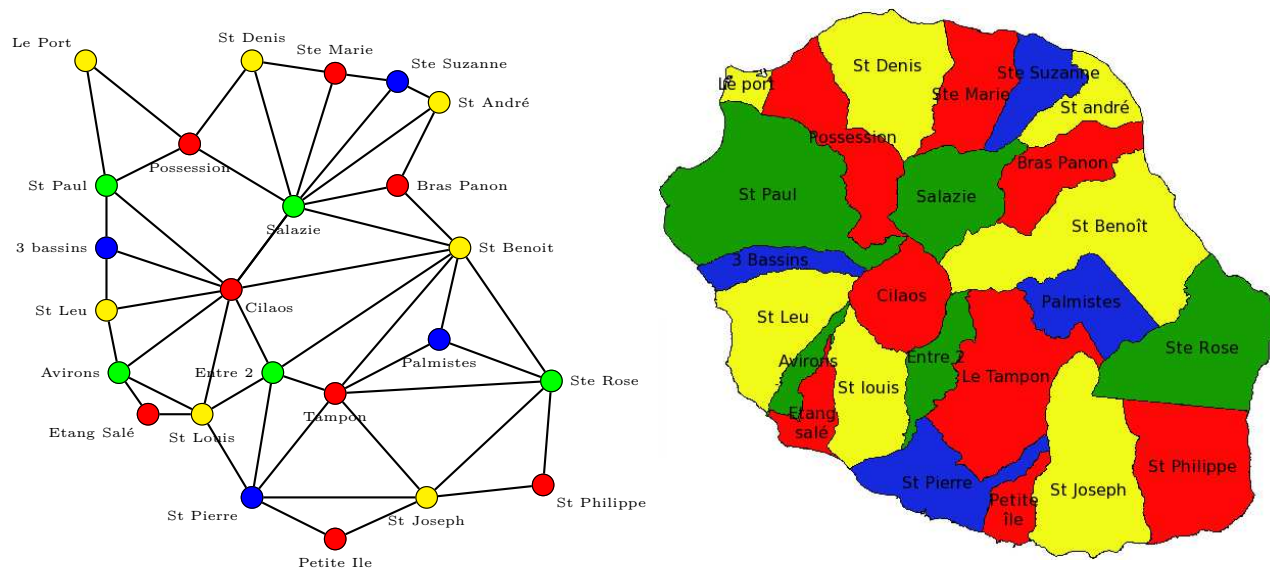 Le Port
St Denis
Ste Marie
Ste Suzanne
St André
Possession
St Paul
Bras Panon
Salazie
3 bassins
St Benoit
Cilaos
St Leu
Palmistes
Avirons
Entre 2
Ste Rose
Tampon
Etang Salé
St Louis
St Philippe
St Pierre
St Joseph
Petite Ile
Le port
St Denis
Ste Marie
Ste Suzanne
St andré
Possession
Bras Panon
St Paul
Salazie
St Benoît
3 Bassins
Cilaos
Palmistes
St Leu
Avirons
Entre 2
Ste Rose
St louis
Le Tampon
Etang
salé
St Pierre
St Philippe
St Joseph
Petite
île